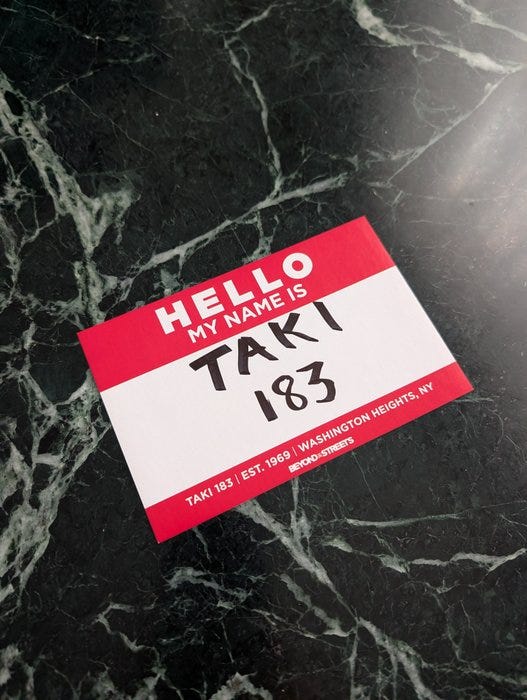 HELLO
MY NAME IS
TAKI
183
TAKI 183 | EST. 1969 | WASHINGTON HEIGHTS, NY
BEYOND THE STREETS